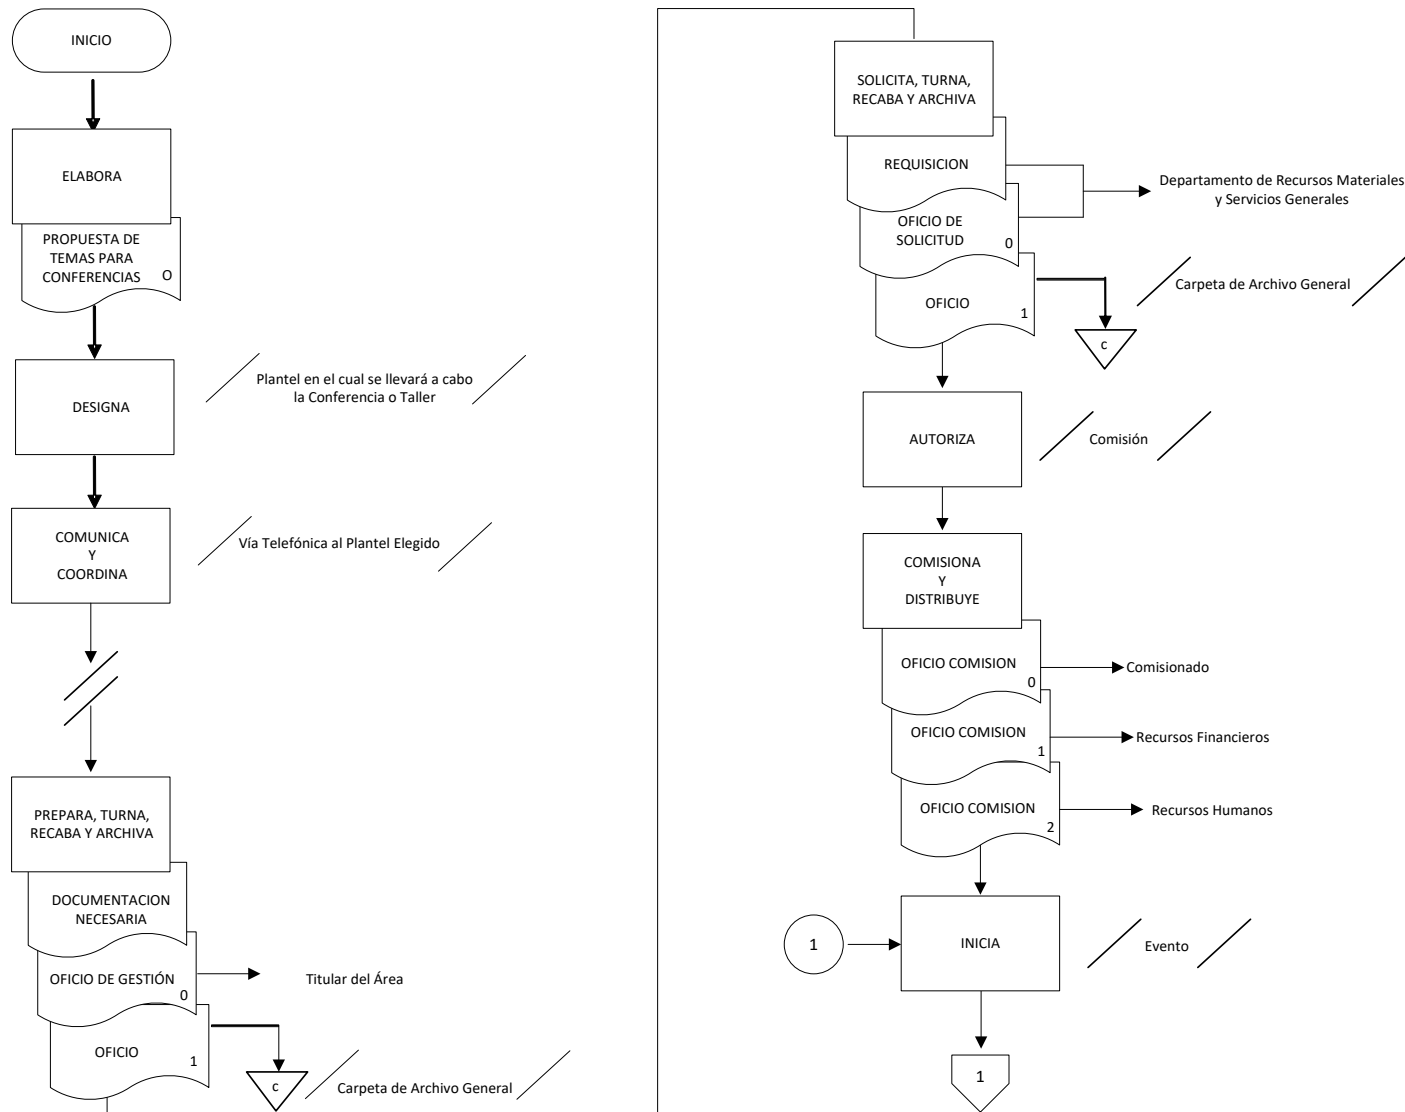 INICIO
ELABORA
PROPUESTA DE
TEMAS PARA
CONFERENCIAS
O
DESIGNA
Plantel en el cual se llevará a cabo
la Conferencia o Taller
COMUNICA
Y
COORDINA
Vía Telefónica al Plantel Elegido
PREPARA, TURNA,
RECABA Y ARCHIVA
DOCUMENTACION
NECESARIA
OFICIO DE GESTIÓN
0
Titular del Área
OFICIO
1
c
Carpeta de Archivo General
SOLICITA, TURNA,
RECABA Y ARCHIVA
REQUISICION
Departamento de Recursos Materiales
y Servicios Generales
OFICIO DE
SOLICITUD
0
OFICIO
1
c
Carpeta de Archivo General
AUTORIZA
Comisión
COMISIONA
Y
DISTRIBUYE
OFICIO COMISION
0
Comisionado
OFICIO COMISION
1
Recursos Financieros
OFICIO COMISION
2
Recursos Humanos
1
INICIA
Evento
1